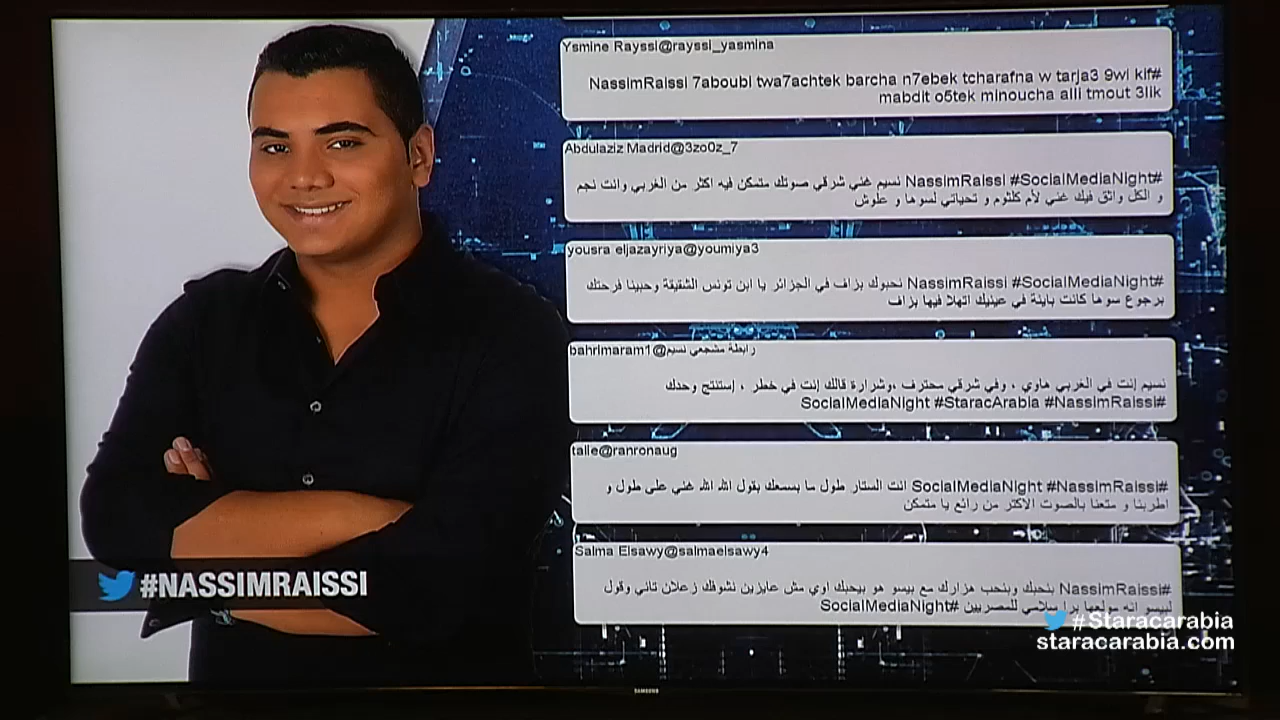 Ysmine Rayssi@rayssi_yasmina
NassimRaissi 7aboubi twa7achtek barcha n7ebek tcharafna w tarja3 9wi kif#
mabdit o5tek minoucha alli tmout 3lik
Abdulaziz Madrid@3zo0z_7
#NassimRaissi #SocialMediaNight نسيم غني شرقي صوتك متمكن فيه اكثر من الغربي وانت نجم
و الكل واثق فيك غني لأم كلثوم و تحياتي لسوها و علوش
yousra eljazayriya@youmiya3
#NassimRaissi #SocialMediaNight نحبوك بزاف في الجزائر يا ابن تونس الشقيقة وحبينا فرحتك
برجوع سوها كانت باينة في عينيك اتهلا فيها بزاف
رابطة مشجعي نسيم@bahrimaram1
نسيم إنت في الغربي هاوي ، وفي شرقي محترف ،وشرارة قالك إنت في خطر ، إستنتج وحدك
SocialMediaNight #StaracArabia #NassimRaissi#
talie@ranronaug
SocialMediaNight #NassimRaissi# انت الستار طول ما بسمعك بقول الله الله غني على طول و
اطربنا و متعنا بالصوت الاكتر من رائع يا متمكن
Salma Elsawy@salmaelsawy4
NassimRaissi# بنحبك وبنحب هزارك مع بيسو هو بيحبك اوي مش عايزين نشوفك زعلان تاني وقول
لبيسو انه مولعها برا سلامي للمصريين #SocialMediaNight
#NASSIMRAISSI
#Staracarabia
staracarabia.com
SAMSUNG